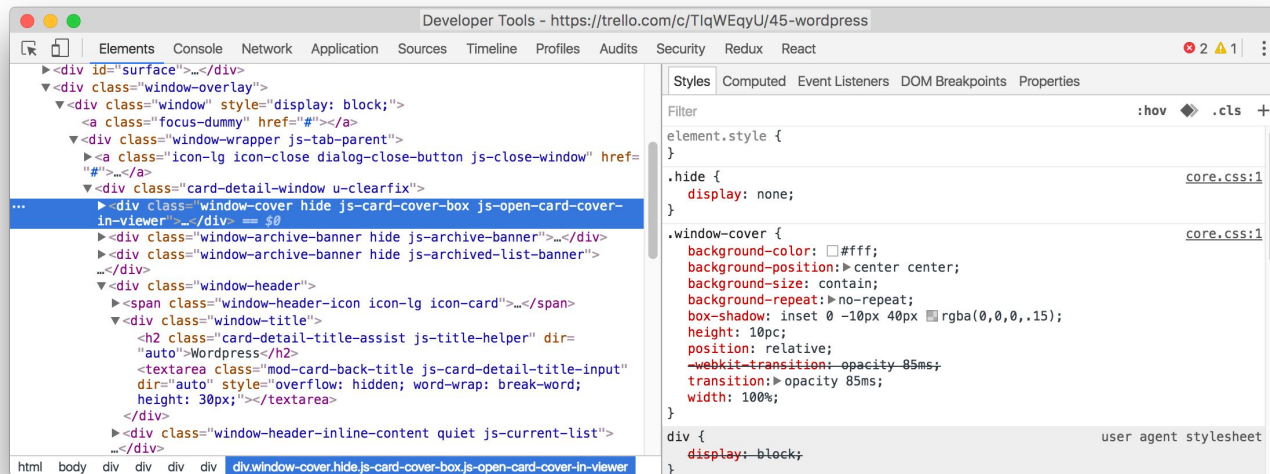 Developer Tools - https://trello.com/c/TIqWEqyU/45-wordpress
Elements Console Network Application Sources Timeline Profiles Audits Security Redux React 2 1
▶<div id="surface">…</div>
▼<div class="window-overlay">
▼<div class="window" style="display: block;">
<a class="focus-dummy" href="#"></a>
▼<div class="window-wrapper js-tab-parent">
▶<a class="icon-lg icon-close dialog-close-button js-close-window" href=
"#">…</a>
▼<div class="card-detail-window u-clearfix">
▶<div class="window-cover hide js-card-cover-box js-open-card-cover-
in-viewer">…</div> == $0
▶<div class="window-archive-banner hide js-archive-banner">…</div>
▶<div class="window-archive-banner hide js-archived-list-banner">
…</div>
▼<div class="window-header">
▶<span class="window-header-icon icon-lg icon-card">…</span>
▼<div class="window-title">
<h2 class="card-detail-title-assist js-title-helper" dir=
"auto">Wordpress</h2>
<textarea class="mod-card-back-title js-card-detail-title-input"
dir="auto" style="overflow: hidden; word-wrap: break-word;
height: 30px;"></textarea>
</div>
▶<div class="window-header-inline-content quiet js-current-list">
…</div>
html body div div div div div.window-cover.hide.js-card-cover-box.js-open-card-cover-in-viewer
Styles Computed Event Listeners DOM Breakpoints Properties
Filter :hov .cls +
element.style {
}
.hide { core.css:1
display: none;
}
.window-cover { core.css:1
background-color: #fff;
background-position:▶center center;
background-size: contain;
background-repeat:▶no-repeat;
box-shadow: inset 0 -10px 40px rgba(0,0,0,.15);
height: 10pc;
position: relative;
-webkit-transition: opacity 85ms;
transition:▶opacity 85ms;
width: 100%;
}
div { user agent stylesheet
display: block;
}